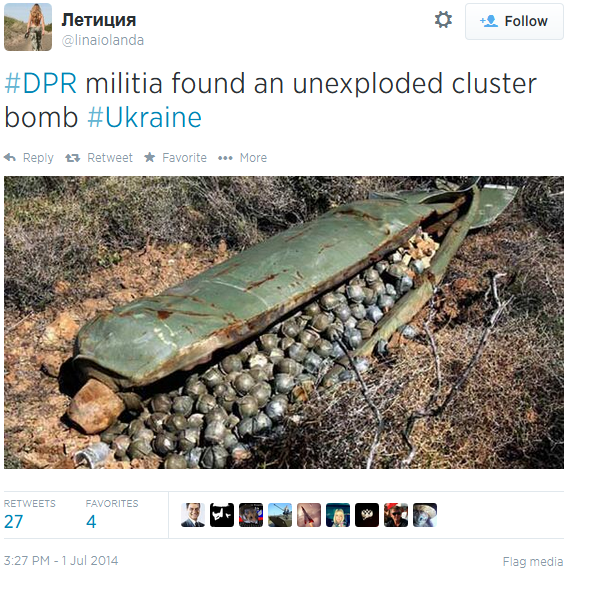 Летиция
@linaiolanda
Follow
#DPR militia found an unexploded cluster
bomb #Ukraine
Reply Retweet Favorite More
RETWEETS FAVORITES
27 4
3:27 PM - 1 Jul 2014 Flag media